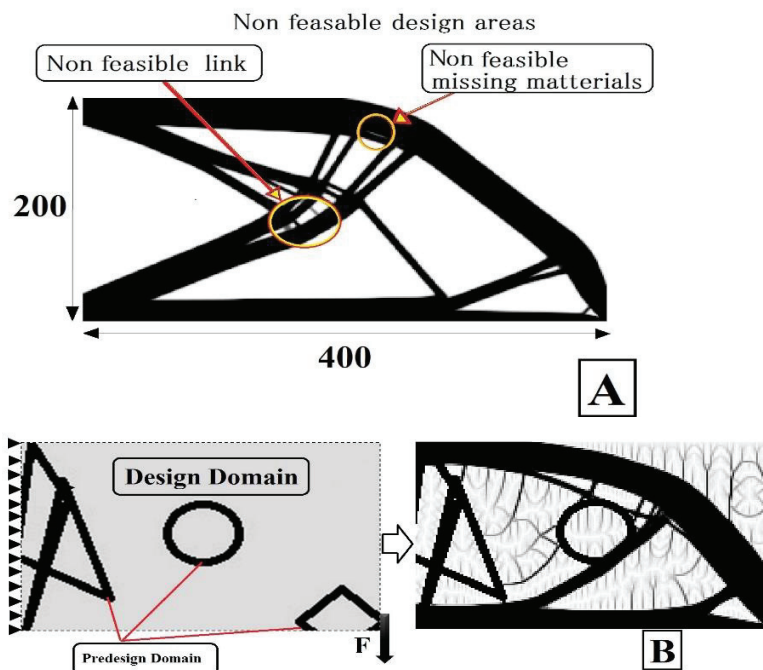 Non feasable design areas
Non feasible link
Non feasible
missing matterials
200
400
A
Design Domain
Predesign Domain
F
B